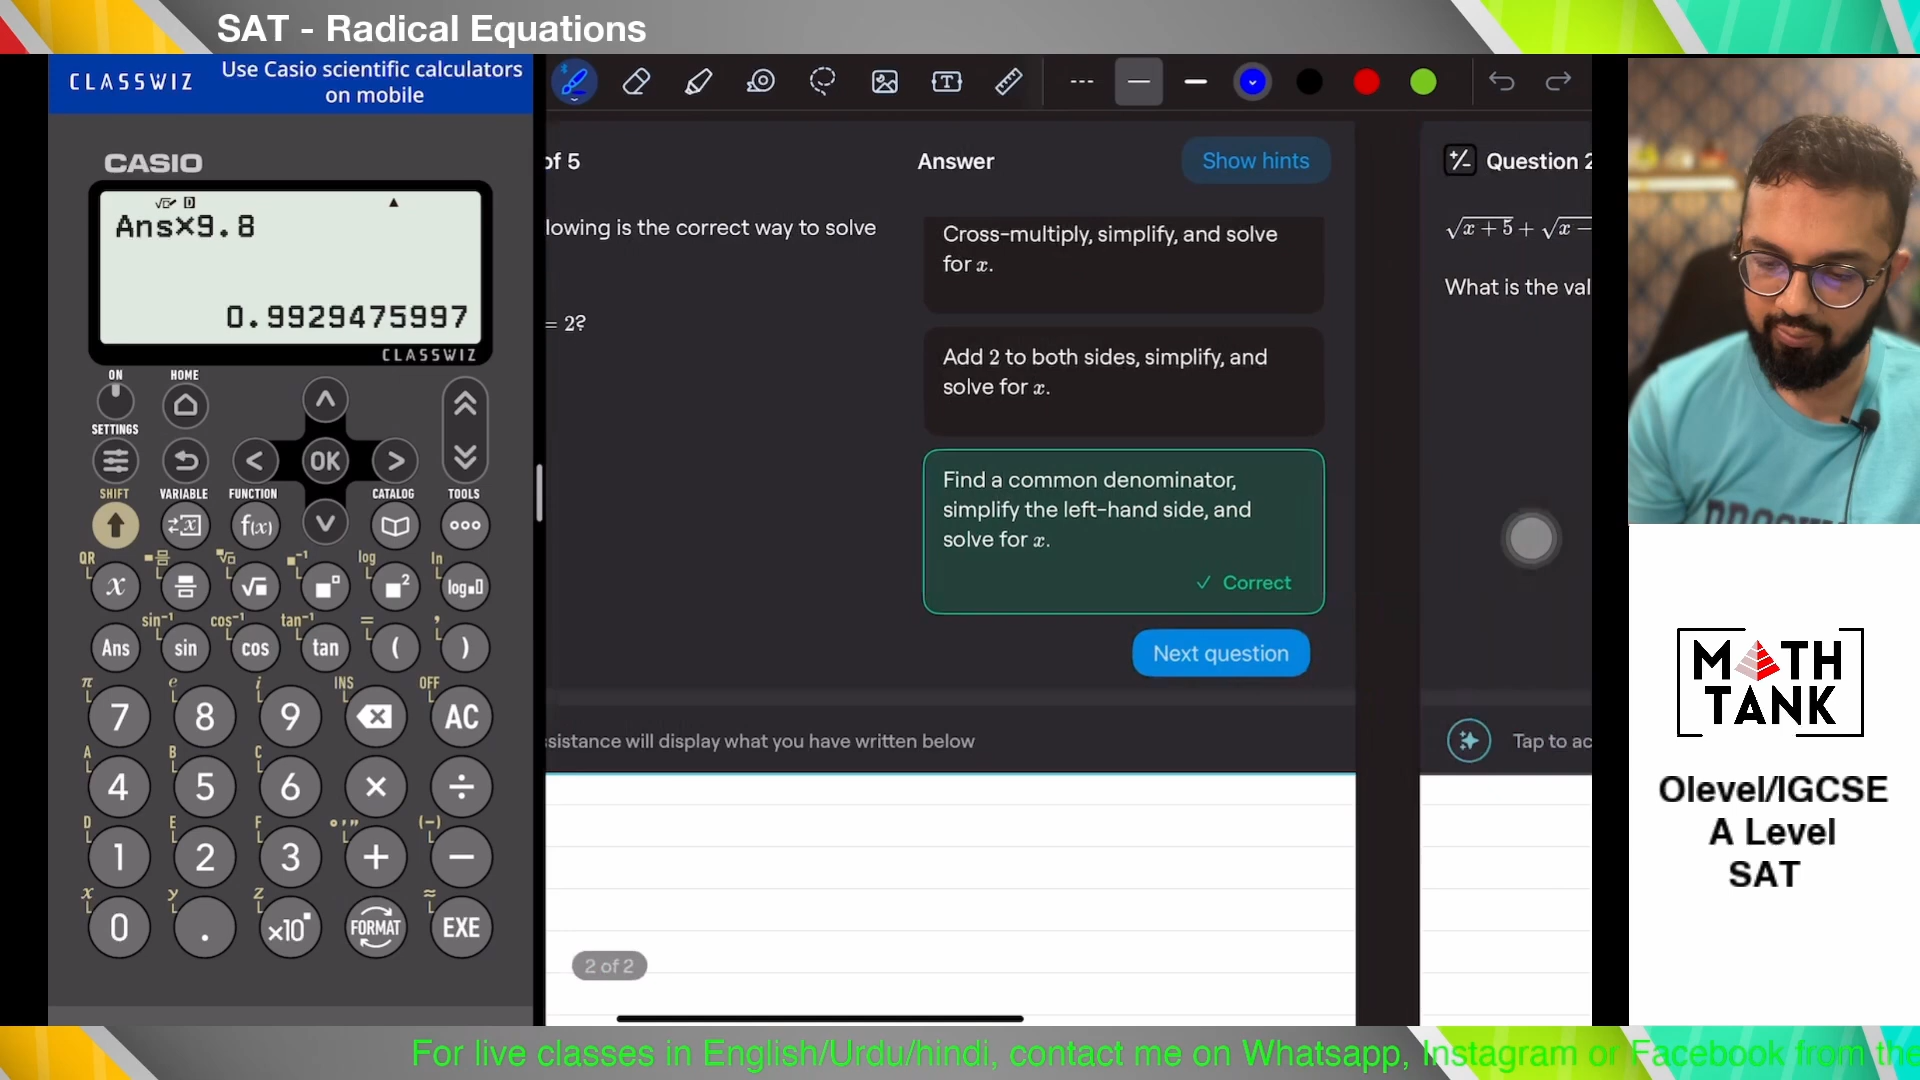 SAT - Radical Equations
CLASSWIZ
Use Casio scientific calculators
on mobile
CASIO
Ans×9.8
0.9929475997
CLASSWIZ
ON
HOME
SETTINGS
OK
SHIFT
VARIABLE
FUNCTION
CATALOG
TOOLS
x
f(x)
QR
log
ln
x
√■
■²
log■▯
sin⁻¹
cos⁻¹
tan⁻¹
=
,
Ans
sin
cos
tan
(
)
π
e
i
INS
OFF
7
8
9
AC
A
B
C
4
5
6
×
÷
D
E
F
° ′ ″
(−)
1
2
3
+
−
x
y
z
≈
0
.
×10■
FORMAT
EXE
T
of 5
Answer
Show hints
lowing is the correct way to solve
= 2?
Cross-multiply, simplify, and solve
for x.
Add 2 to both sides, simplify, and
solve for x.
Find a common denominator,
simplify the left-hand side, and
solve for x.
✓ Correct
Next question
sistance will display what you have written below
2 of 2
Question 2
√x + 5 + √x −
What is the val
Tap to ac
MATH
TANK
Olevel/IGCSE
A Level
SAT
For live classes in English/Urdu/hindi, contact me on Whatsapp, Instagram or Facebook from the